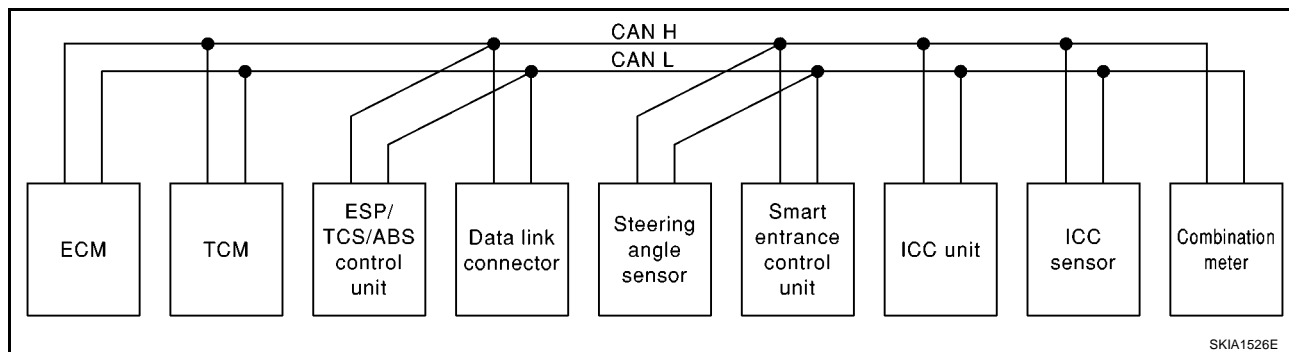 CAN H
CAN L
ECM
TCM
ESP/
TCS/ABS
control
unit
Data link
connector
Steering
angle
sensor
Smart
entrance
control
unit
ICC unit
ICC
sensor
Combination
meter
SKIA1526E